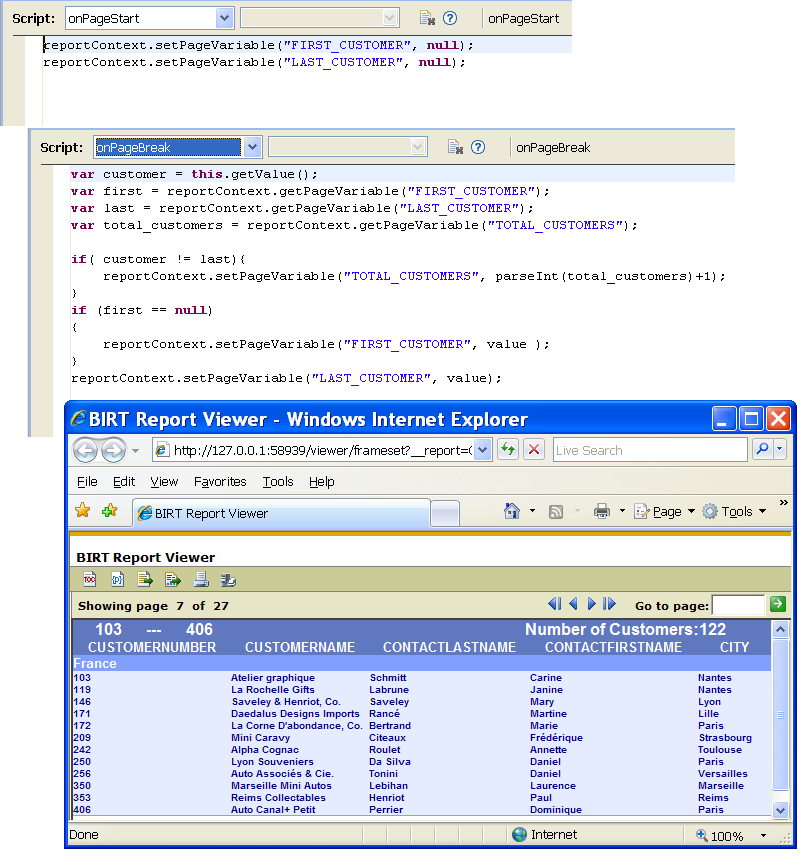 Script: onPageStart onPageStart
reportContext.setPageVariable("FIRST_CUSTOMER", null);
reportContext.setPageVariable("LAST_CUSTOMER", null);
Script: onPageBreak onPageBreak
var customer = this.getValue();
var first = reportContext.getPageVariable("FIRST_CUSTOMER");
var last = reportContext.getPageVariable("LAST_CUSTOMER");
var total_customers = reportContext.getPageVariable("TOTAL_CUSTOMERS");
if( customer != last){
reportContext.setPageVariable("TOTAL_CUSTOMERS", parseInt(total_customers)+1);
}
if (first == null)
{
reportContext.setPageVariable("FIRST_CUSTOMER", value );
}
reportContext.setPageVariable("LAST_CUSTOMER", value);
BIRT Report Viewer - Windows Internet Explorer
http://127.0.0.1:58939/viewer/frameset?__report=C Live Search
File Edit View Favorites Tools Help
BIRT Report Viewer Page Tools »
BIRT Report Viewer
TOC
Showing page 7 of 27 Go to page:
103 --- 406 Number of Customers:122
CUSTOMERNUMBER CUSTOMERNAME CONTACTLASTNAME CONTACTFIRSTNAME CITY
France
103 Atelier graphique Schmitt Carine Nantes
119 La Rochelle Gifts Labrune Janine Nantes
146 Saveley & Henriot, Co. Saveley Mary Lyon
171 Daedalus Designs Imports Rancé Martine Lille
172 La Corne D'abondance, Co. Bertrand Marie Paris
209 Mini Caravy Citeaux Frédérique Strasbourg
242 Alpha Cognac Roulet Annette Toulouse
250 Lyon Souveniers Da Silva Daniel Paris
256 Auto Associés & Cie. Tonini Daniel Versailles
350 Marseille Mini Autos Lebihan Laurence Marseille
353 Reims Collectables Henriot Paul Reims
406 Auto Canal+ Petit Perrier Dominique Paris
Done Internet 100%